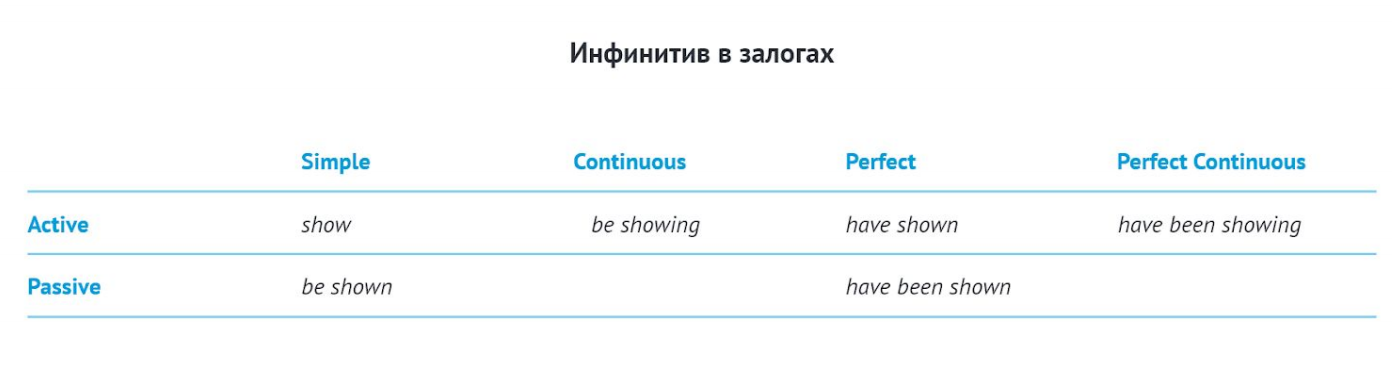 Инфинитив в залогах
Simple Continuous Perfect Perfect Continuous
Active show be showing have shown have been showing
Passive be shown have been shown